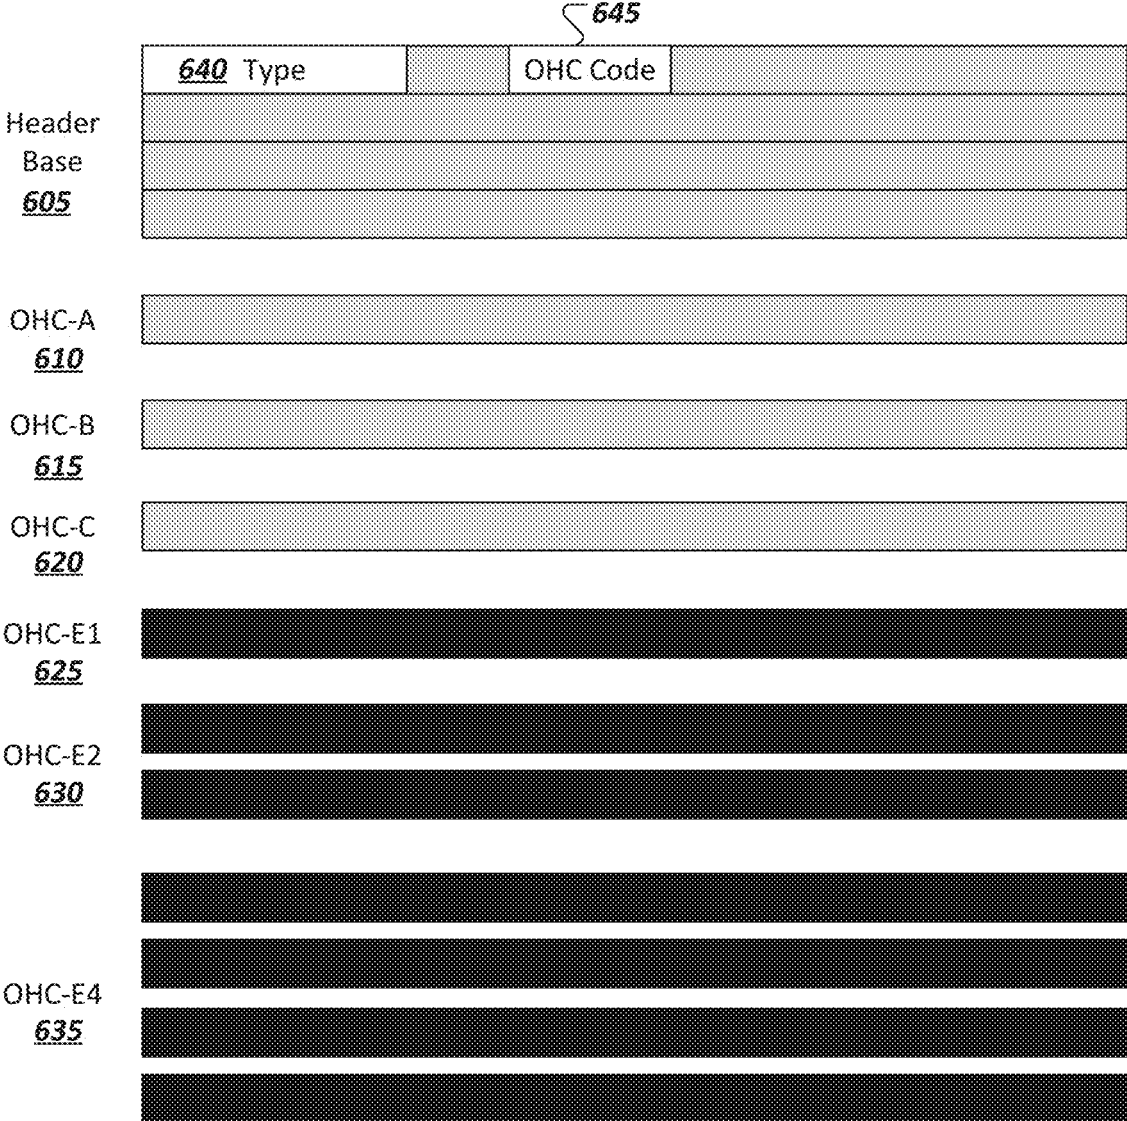 645
640 Type
OHC Code
Header
Base
605
OHC-A
610
OHC-B
615
OHC-C
620
OHC-E1
625
OHC-E2
630
OHC-E4
635